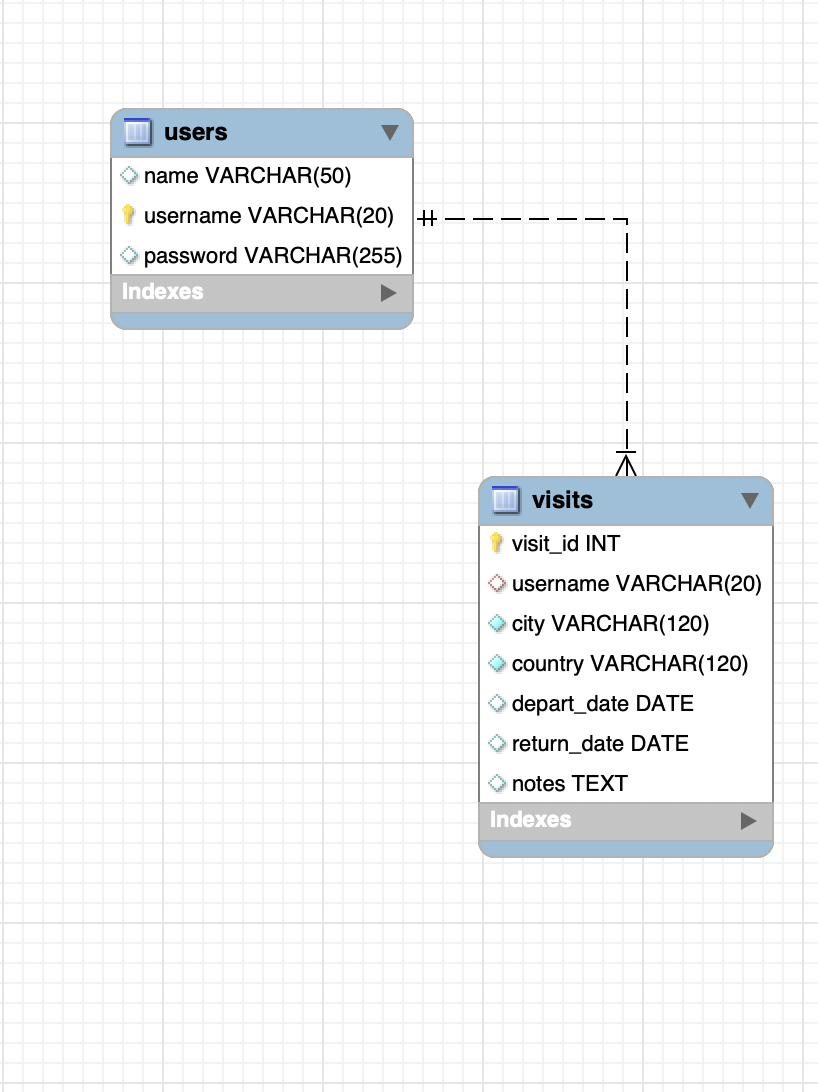 users
name VARCHAR(50)
username VARCHAR(20)
password VARCHAR(255)
Indexes
visits
visit_id INT
username VARCHAR(20)
city VARCHAR(120)
country VARCHAR(120)
depart_date DATE
return_date DATE
notes TEXT
Indexes